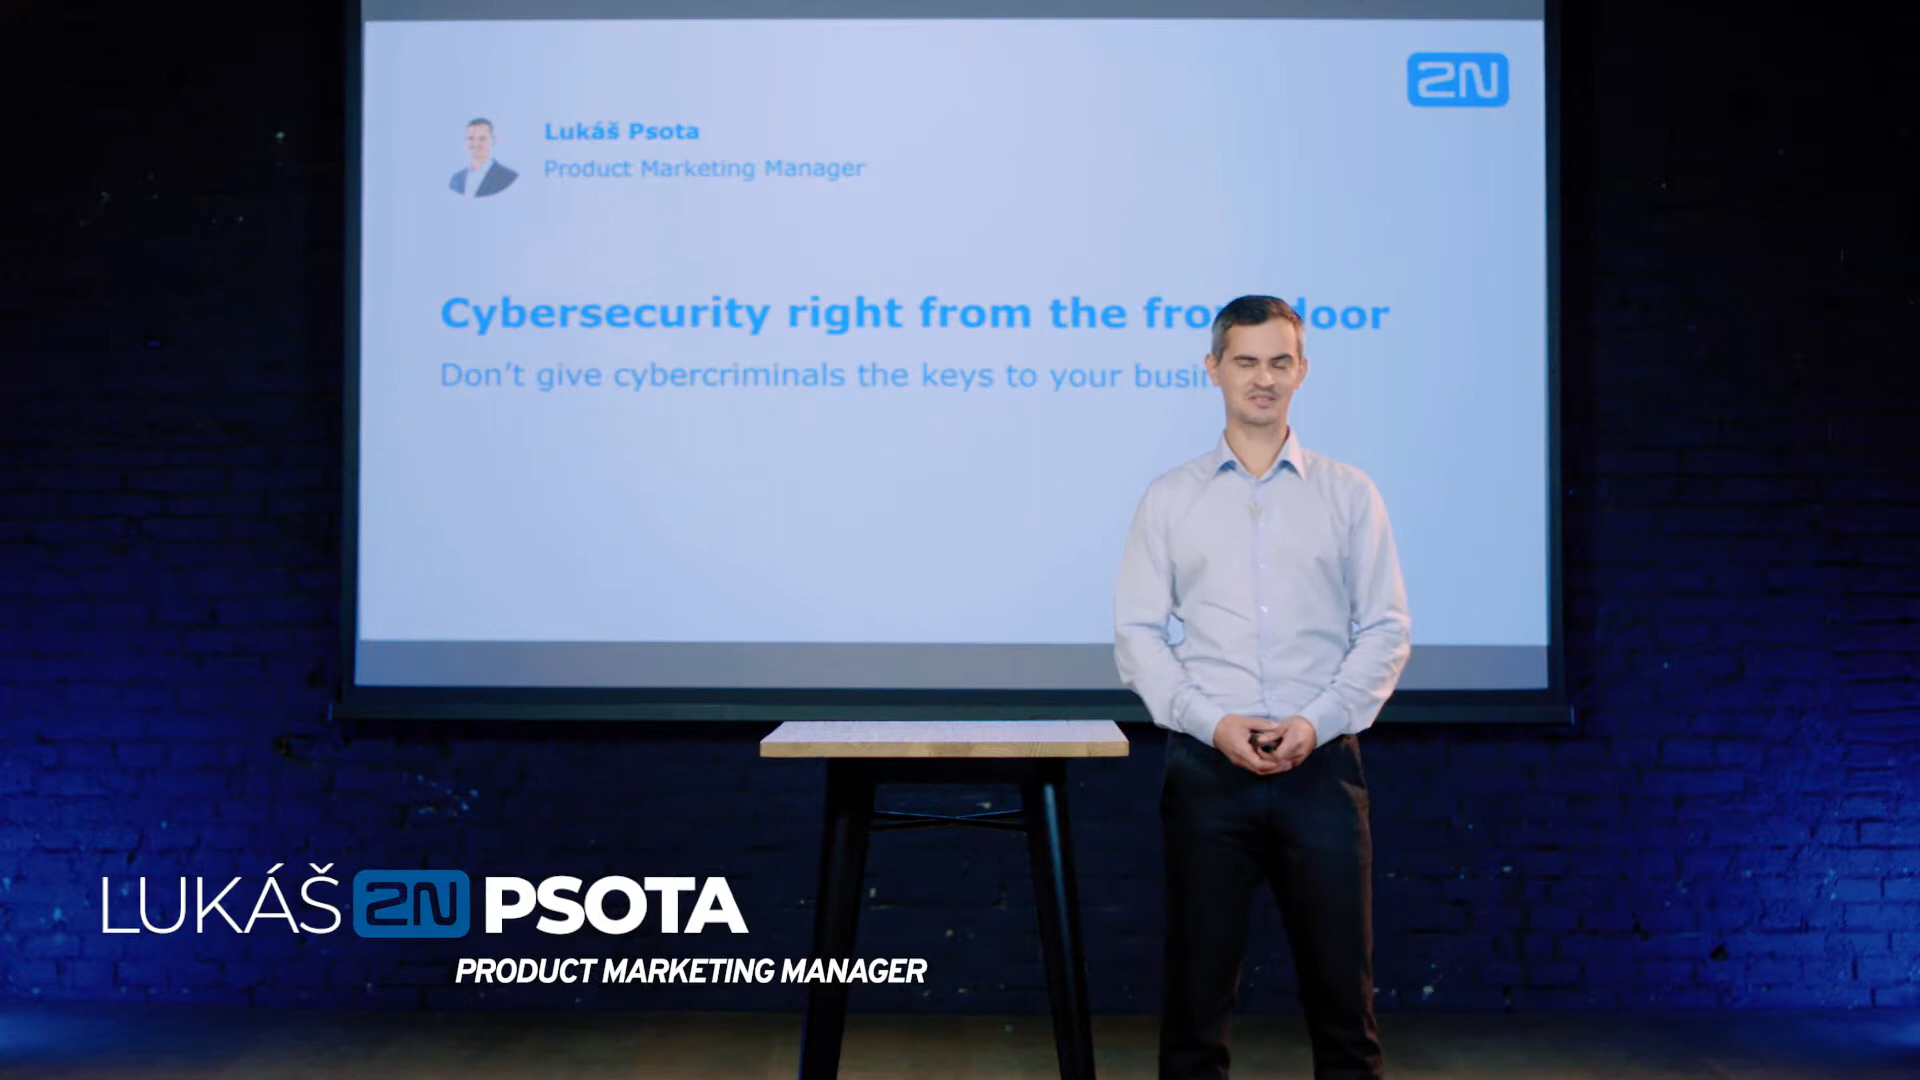 2N
Lukáš Psota
Product Marketing Manager
Cybersecurity right from the fro door
Don't give cybercriminals the keys to your busin
LUKÁŠ 2N PSOTA
PRODUCT MARKETING MANAGER